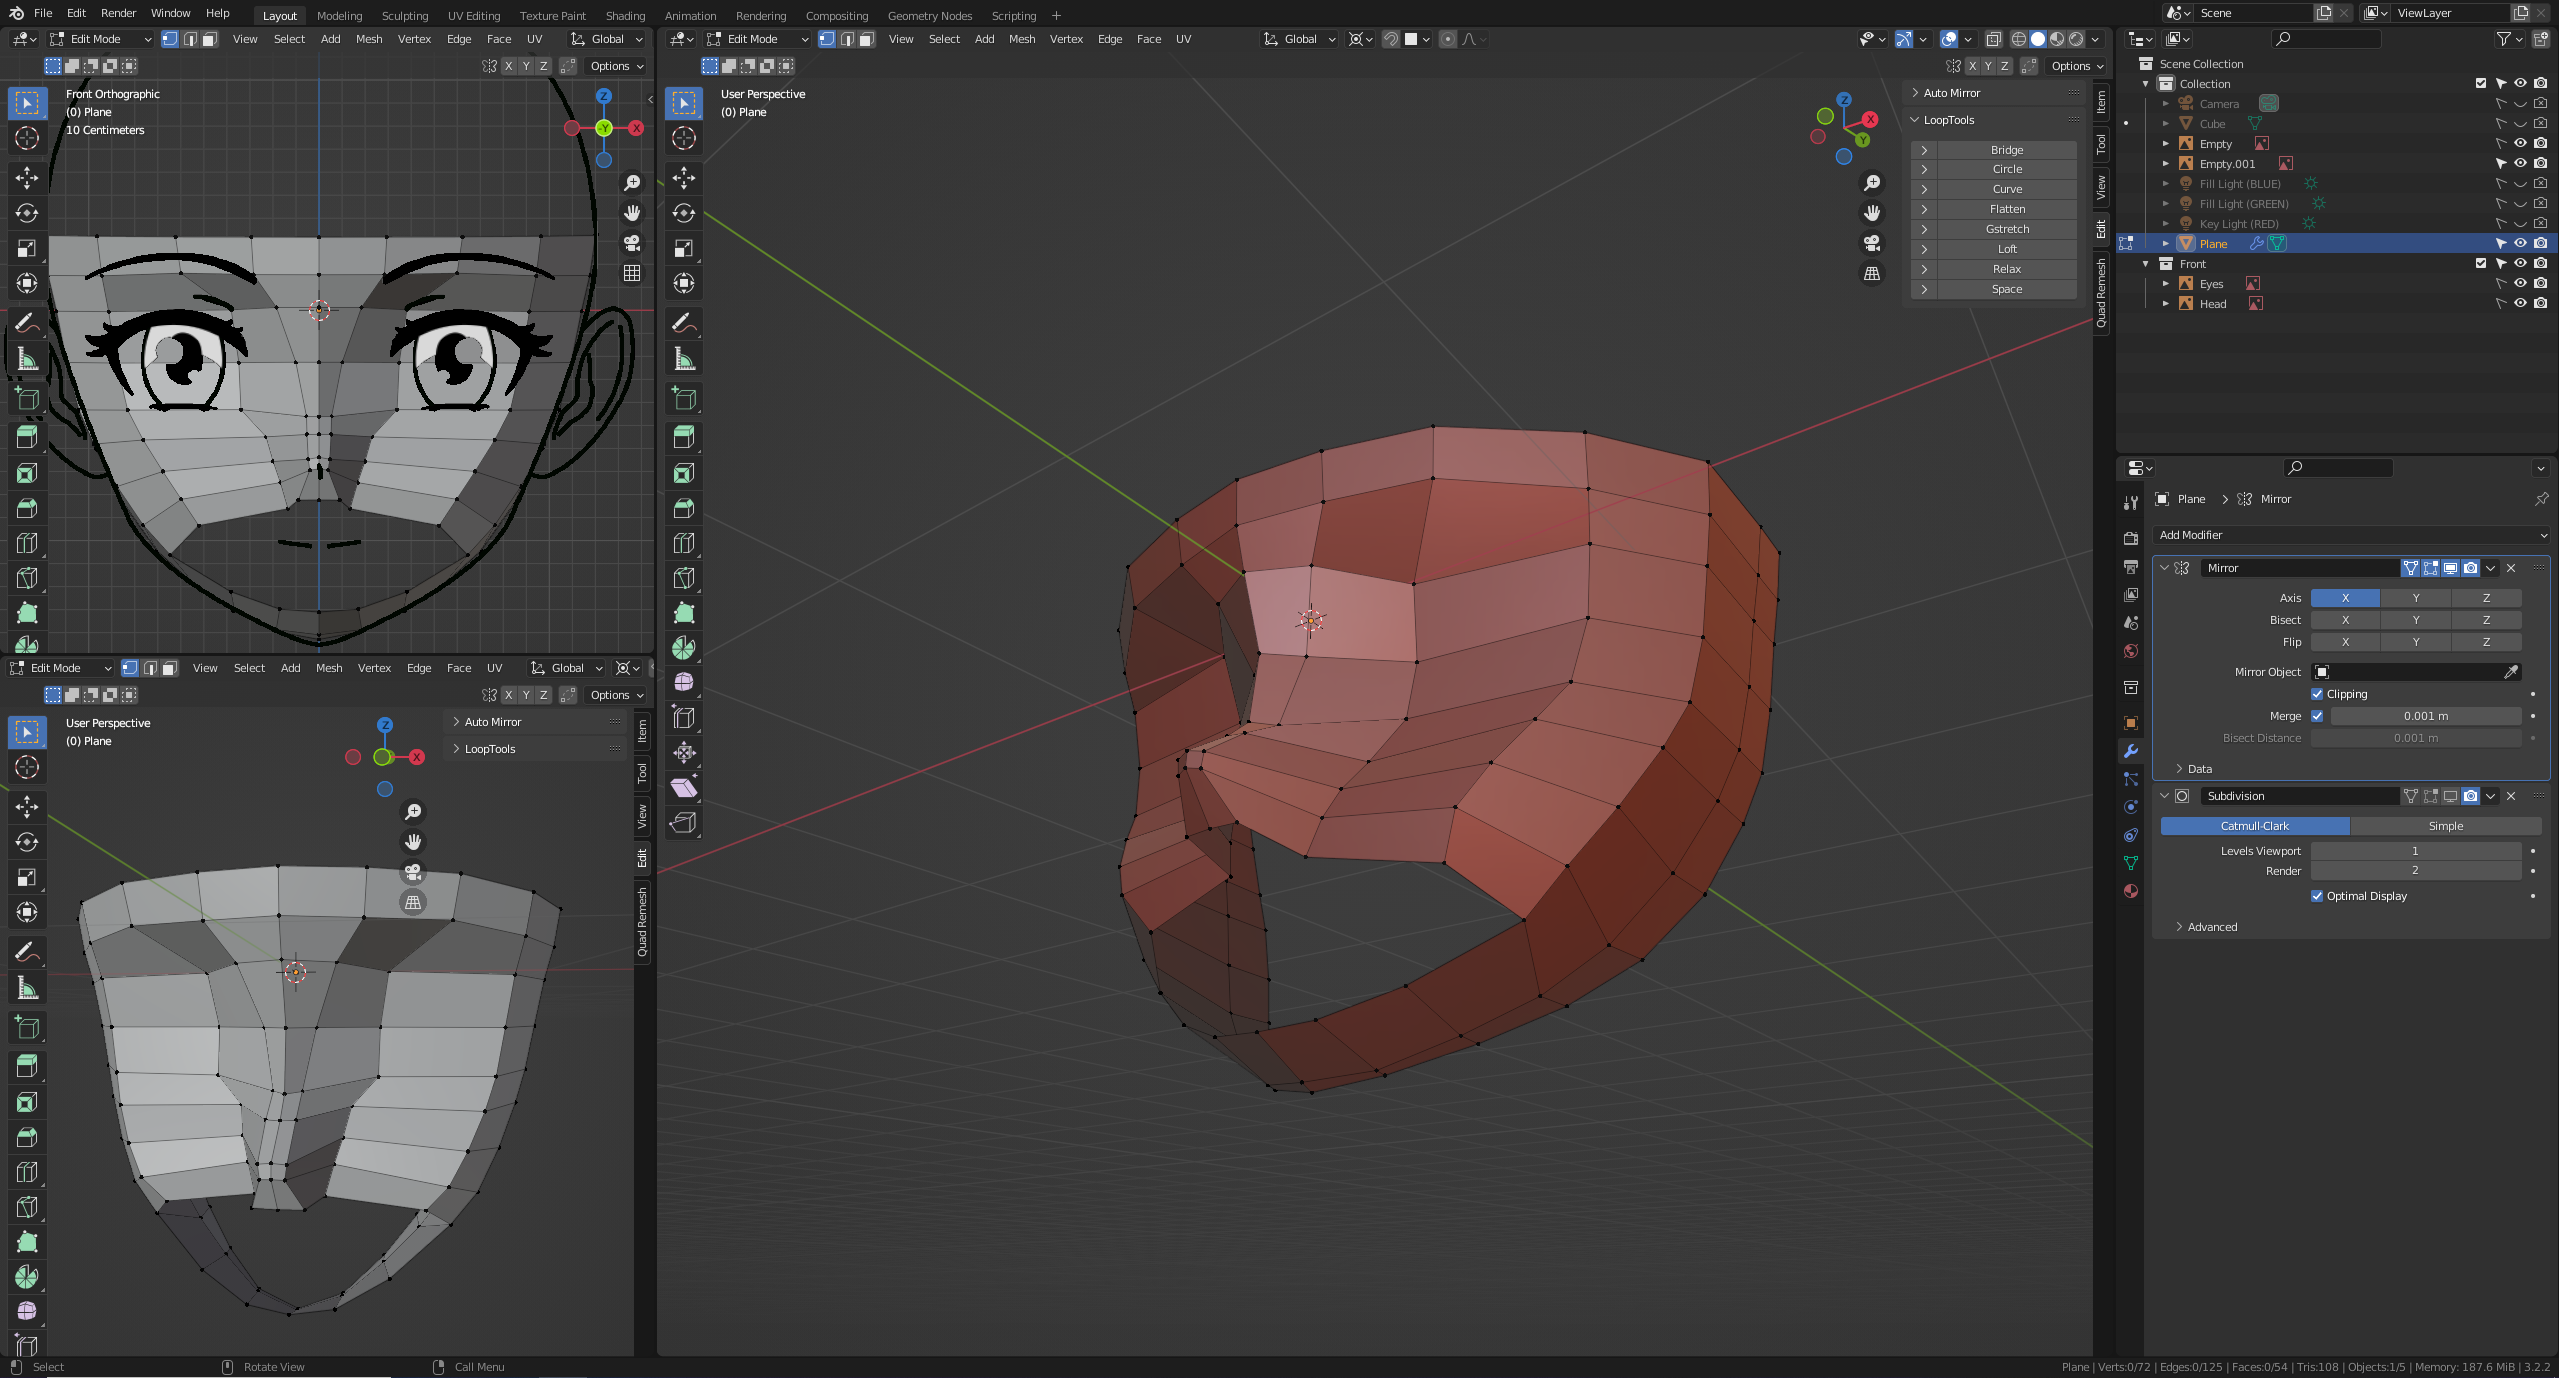 File Edit Render Window Help Layout Modeling Sculpting UV Editing Texture Paint Shading Animation Rendering Compositing Geometry Nodes Scripting + Scene ViewLayer
Edit Mode View Select Add Mesh Vertex Edge Face UV Global
X Y Z Options
Front Orthographic
(0) Plane
10 Centimeters
Z
-Y
X
Edit Mode View Select Add Mesh Vertex Edge Face UV Global
X Y Z Options
User Perspective
(0) Plane
Z
X
Auto Mirror
LoopTools
Item
Tool
View
Edit
Quad Remesh
Edit Mode View Select Add Mesh Vertex Edge Face UV Global
X Y Z Options
User Perspective
(0) Plane
Z
X
Y
Auto Mirror
LoopTools
Bridge
Circle
Curve
Flatten
Gstretch
Loft
Relax
Space
Item
Tool
View
Edit
Quad Remesh
Scene Collection
Collection
Camera
Cube
Empty
Empty.001
Fill Light (BLUE)
Fill Light (GREEN)
Key Light (RED)
Plane
Front
Eyes
Head
Plane > Mirror
Add Modifier
Mirror
Axis X Y Z
Bisect X Y Z
Flip X Y Z
Mirror Object
Clipping
Merge 0.001 m
Bisect Distance 0.001 m
Data
Subdivision
Catmull-Clark Simple
Levels Viewport 1
Render 2
Optimal Display
Advanced
Select Rotate View Call Menu
Plane | Verts:0/72 | Edges:0/125 | Faces:0/54 | Tris:108 | Objects:1/5 | Memory: 187.6 MiB | 3.2.2